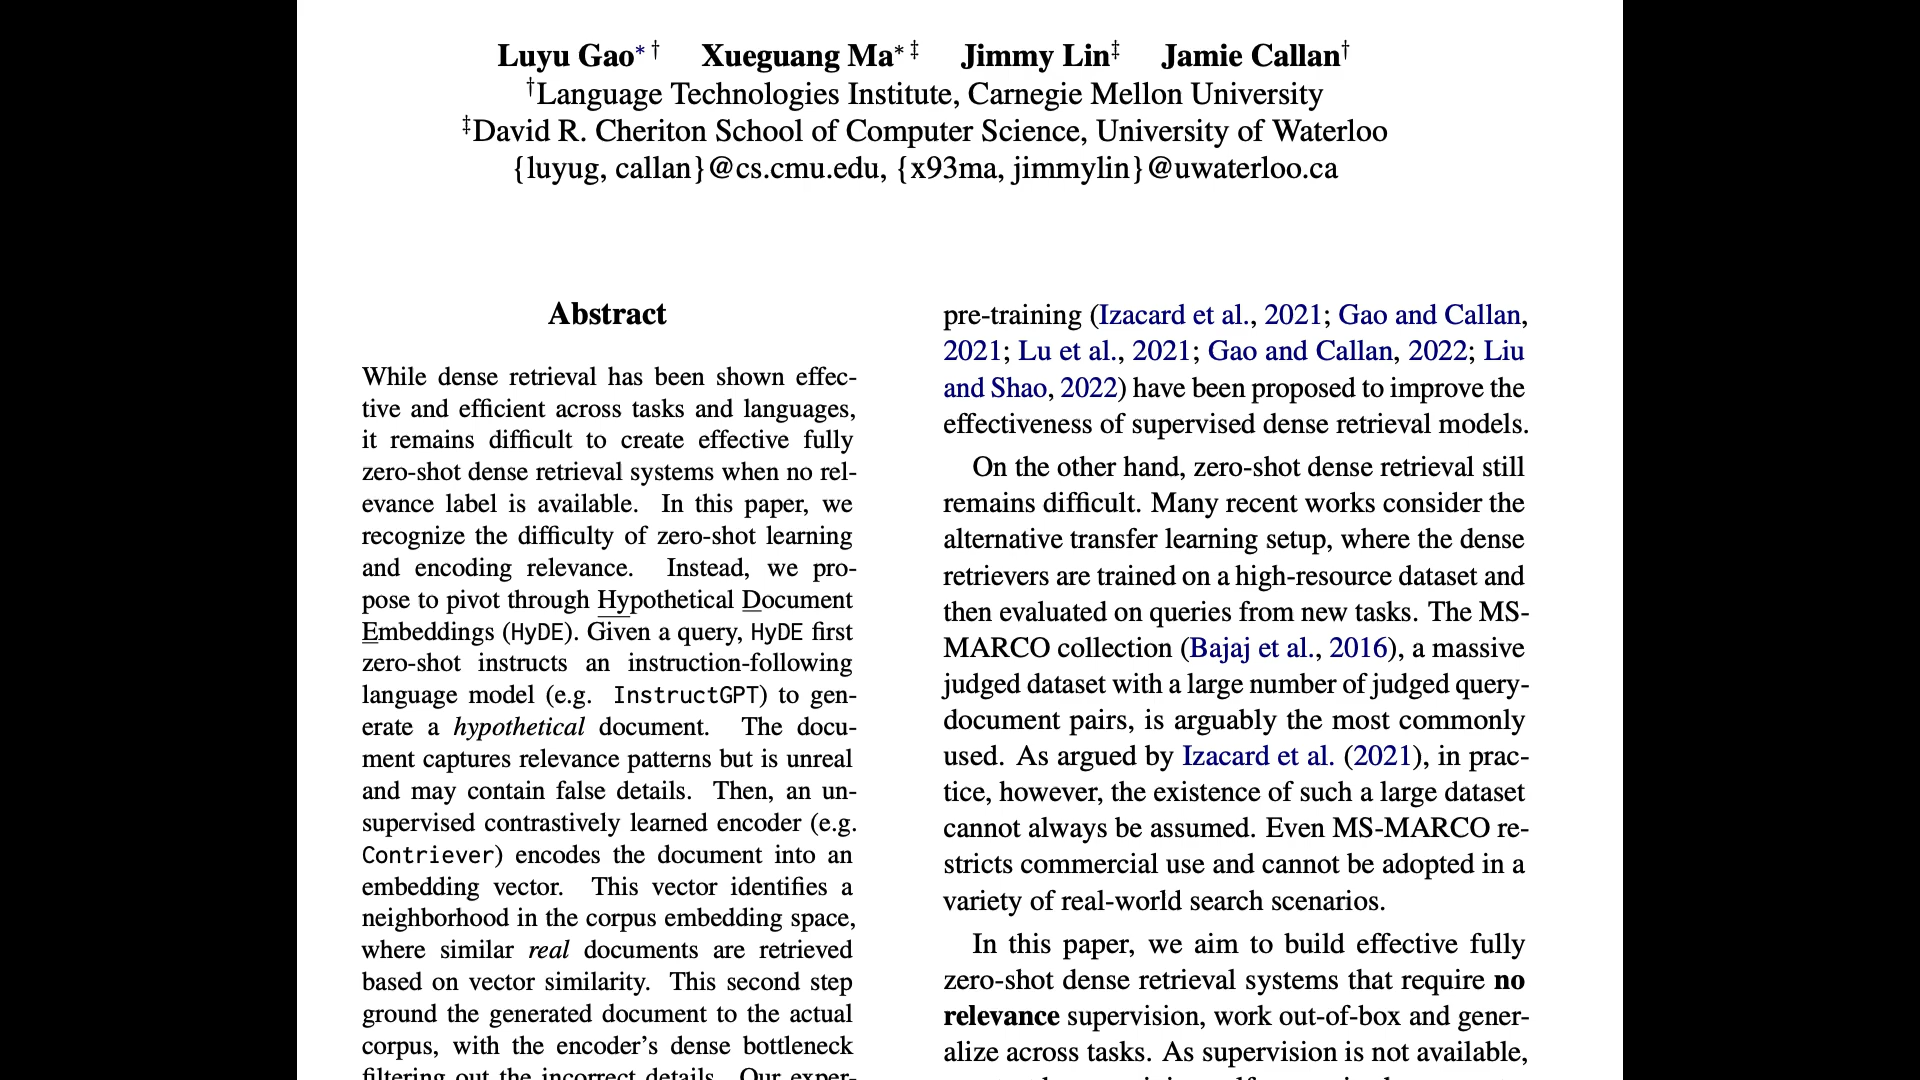 Luyu Gao∗† Xueguang Ma∗‡ Jimmy Lin‡ Jamie Callan†
†Language Technologies Institute, Carnegie Mellon University
‡David R. Cheriton School of Computer Science, University of Waterloo
{luyug, callan}@cs.cmu.edu, {x93ma, jimmylin}@uwaterloo.ca
Abstract
While dense retrieval has been shown effec-
tive and efficient across tasks and languages,
it remains difficult to create effective fully
zero-shot dense retrieval systems when no rel-
evance label is available. In this paper, we
recognize the difficulty of zero-shot learning
and encoding relevance. Instead, we pro-
pose to pivot through Hypothetical Document
Embeddings (HyDE). Given a query, HyDE first
zero-shot instructs an instruction-following
language model (e.g. InstructGPT) to gen-
erate a hypothetical document. The docu-
ment captures relevance patterns but is unreal
and may contain false details. Then, an un-
supervised contrastively learned encoder (e.g.
Contriever) encodes the document into an
embedding vector. This vector identifies a
neighborhood in the corpus embedding space,
where similar real documents are retrieved
based on vector similarity. This second step
ground the generated document to the actual
corpus, with the encoder's dense bottleneck
filtering out the incorrect details. Our exper-
pre-training (Izacard et al., 2021; Gao and Callan,
2021; Lu et al., 2021; Gao and Callan, 2022; Liu
and Shao, 2022) have been proposed to improve the
effectiveness of supervised dense retrieval models.
On the other hand, zero-shot dense retrieval still
remains difficult. Many recent works consider the
alternative transfer learning setup, where the dense
retrievers are trained on a high-resource dataset and
then evaluated on queries from new tasks. The MS-
MARCO collection (Bajaj et al., 2016), a massive
judged dataset with a large number of judged query-
document pairs, is arguably the most commonly
used. As argued by Izacard et al. (2021), in prac-
tice, however, the existence of such a large dataset
cannot always be assumed. Even MS-MARCO re-
stricts commercial use and cannot be adopted in a
variety of real-world search scenarios.
In this paper, we aim to build effective fully
zero-shot dense retrieval systems that require no
relevance supervision, work out-of-box and gener-
alize across tasks. As supervision is not available,